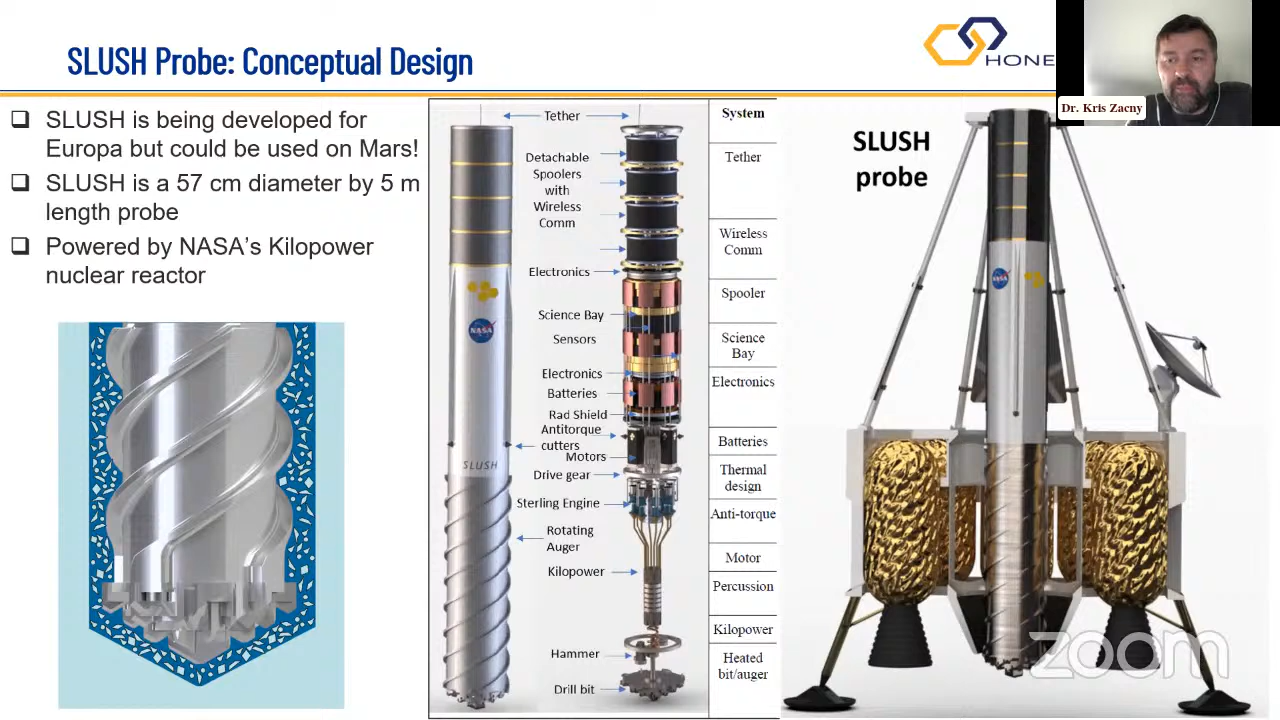 SLUSH Probe: Conceptual Design
HONE
Dr. Kris Zacny
SLUSH is being developed for
Europa but could be used on Mars!
SLUSH is a 57 cm diameter by 5 m
length probe
Powered by NASA's Kilopower
nuclear reactor
Tether
Detachable
Spoolers
with
Wireless
Comm
Electronics
Science Bay
Sensors
Electronics
Batteries
Rad Shield
Antitorque
cutters
Motors
Drive gear
Sterling Engine
Rotating
Auger
Kilopower
Hammer
Drill bit
NASA
SLUSH
System
Tether
Wireless
Comm
Spooler
Science
Bay
Electronics
Batteries
Thermal
design
Anti-torque
Motor
Percussion
Kilopower
Heated
bit/auger
SLUSH
probe
NASA
zoom